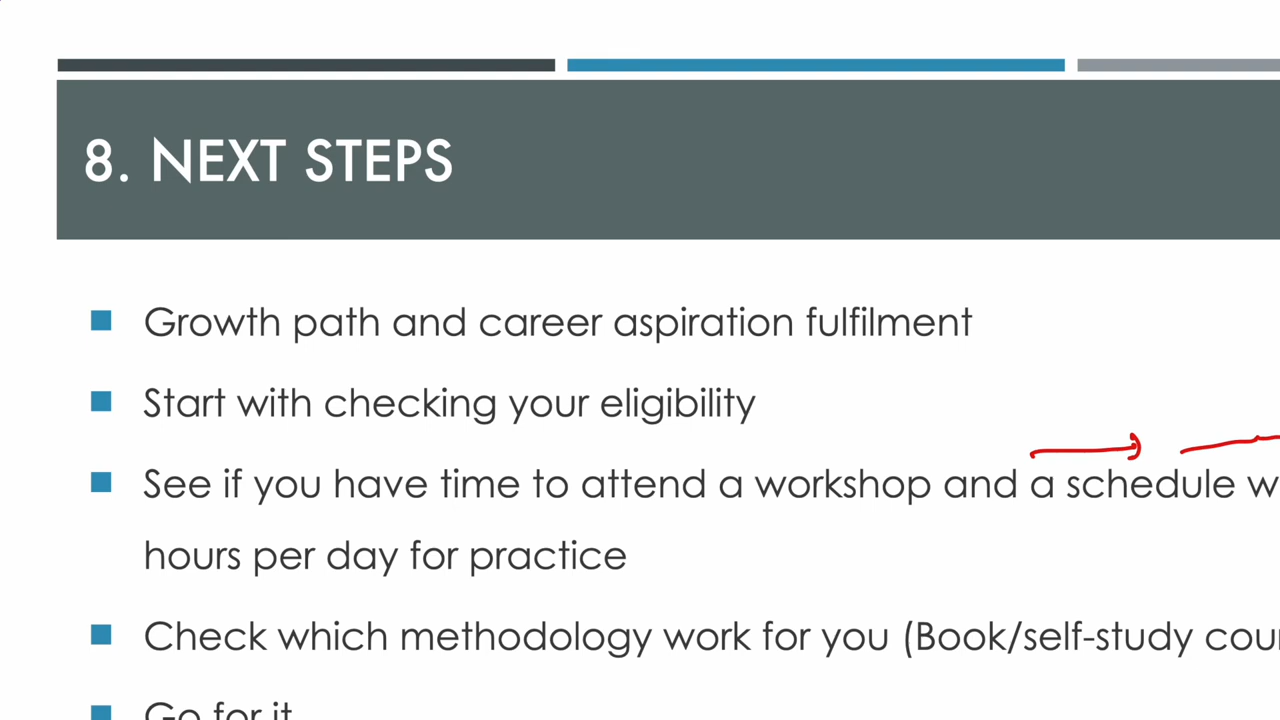 8. NEXT STEPS
Growth path and career aspiration fulfilment
Start with checking your eligibility
See if you have time to attend a workshop and a schedule
hours per day for practice
Check which methodology work for you (Book/self-study
Go for it